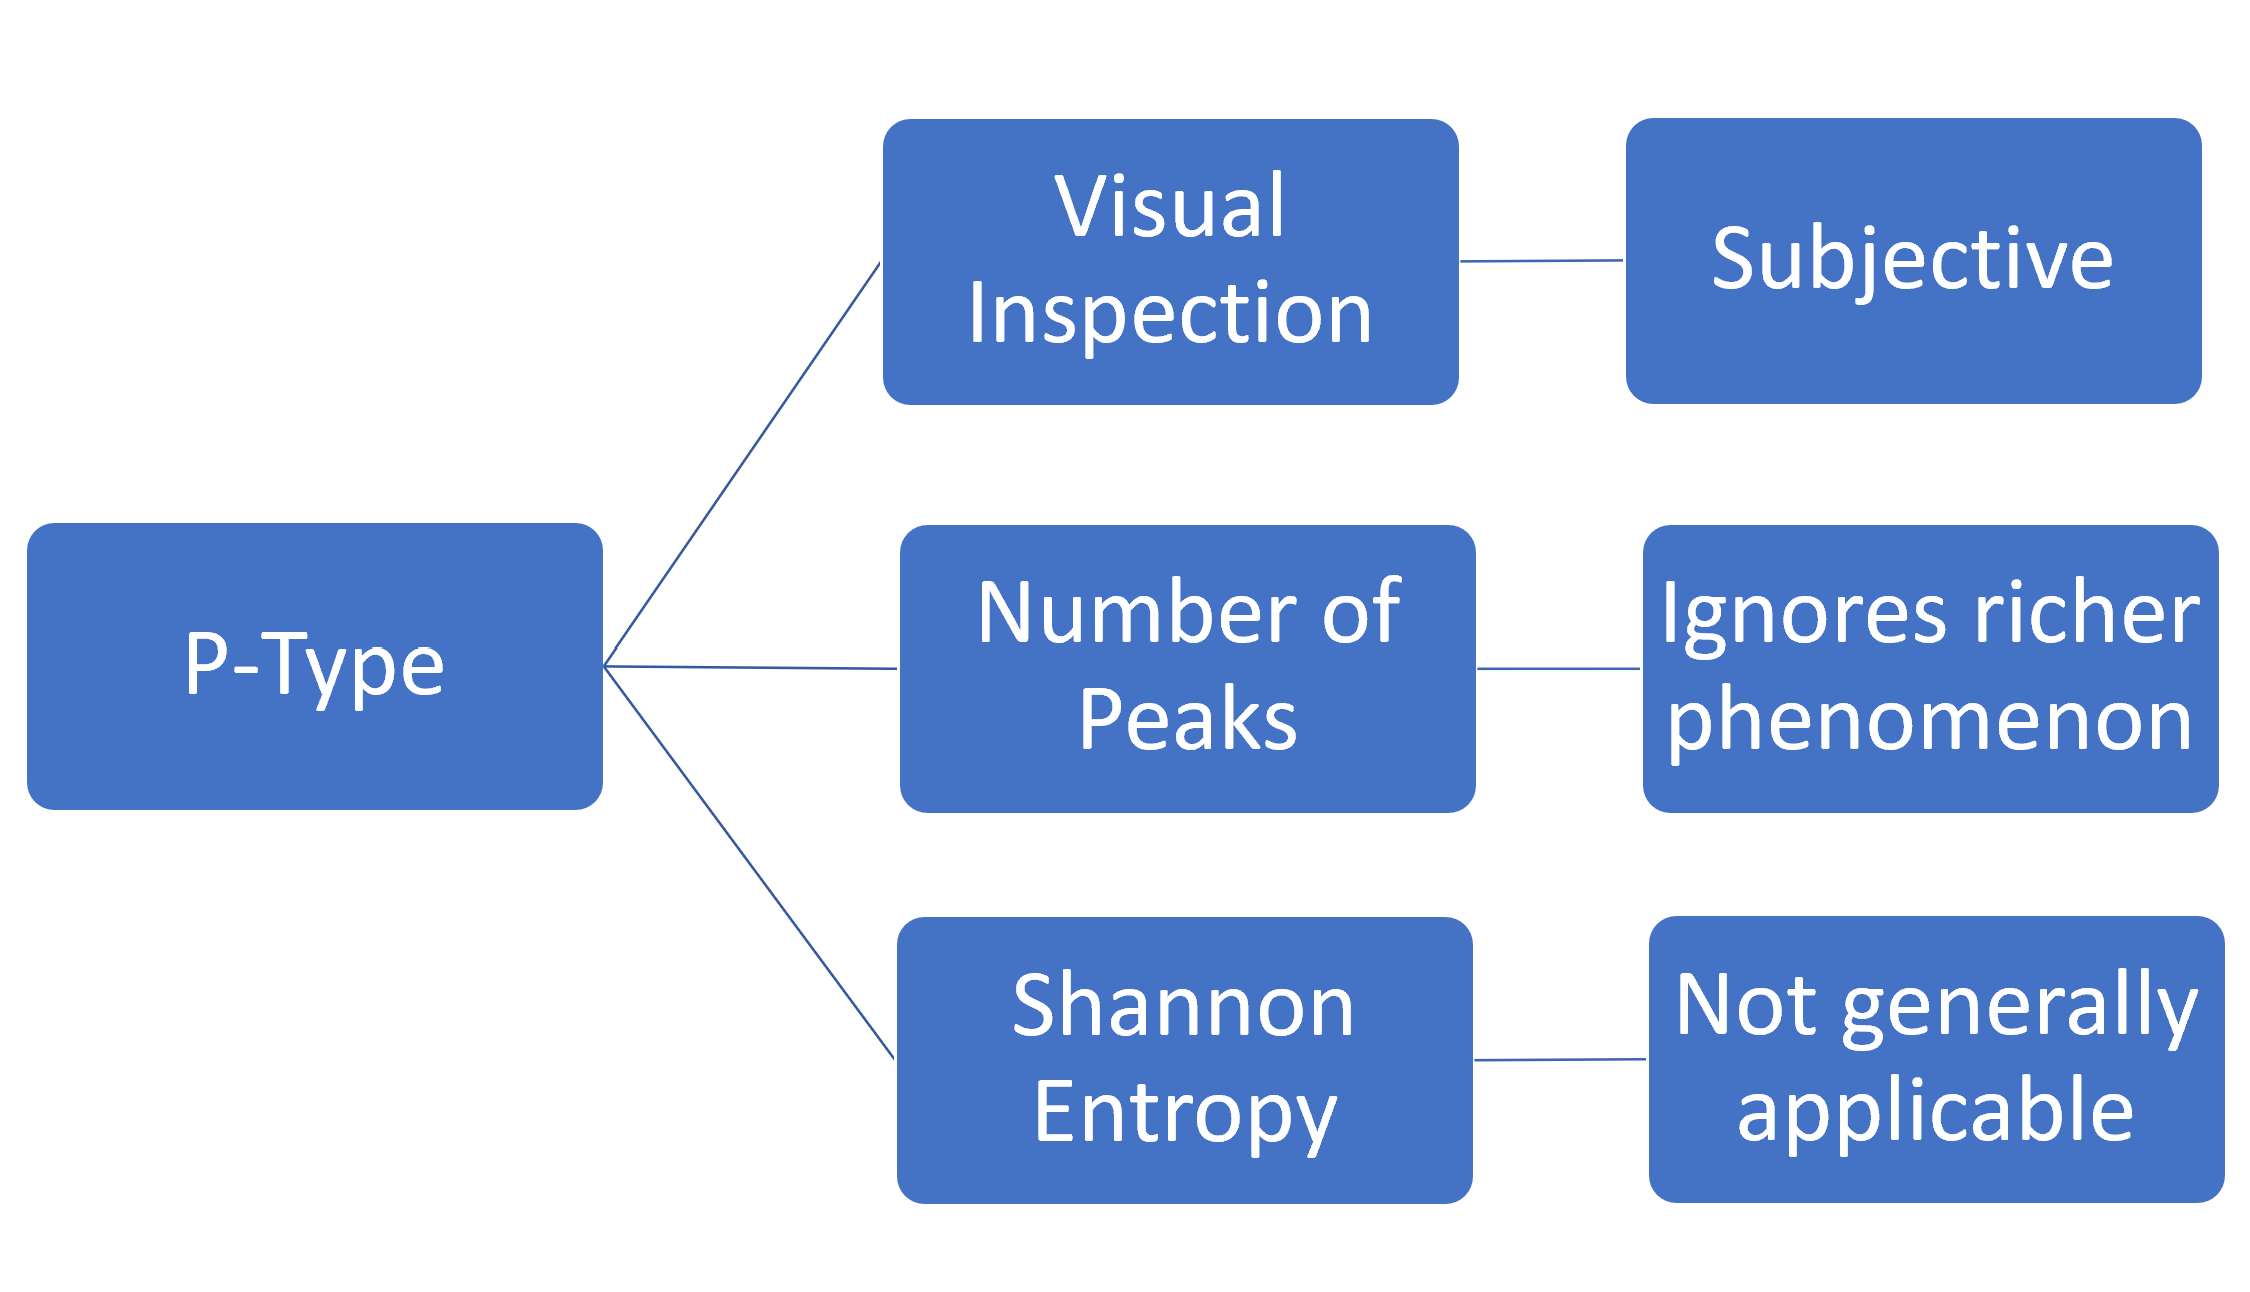 P-Type
Visual
Inspection
Subjective
Number of
Peaks
Ignores richer
phenomenon
Shannon
Entropy
Not generally
applicable